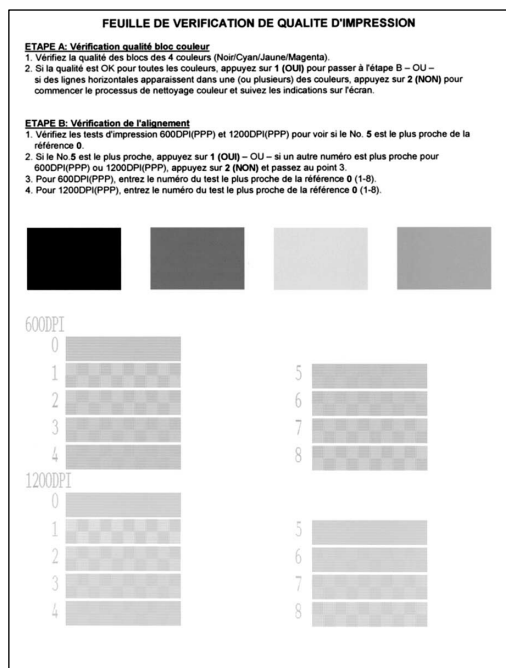 FEUILLE DE VERIFICATION DE QUALITE D'IMPRESSION
ETAPE A: Vérification qualité bloc couleur
1. Vérifiez la qualité des blocs des 4 couleurs (Noir/Cyan/Jaune/Magenta).
2. Si la qualité est OK pour toutes les couleurs, appuyez sur 1 (OUI) pour passer à l'étape B – OU –
si des lignes horizontales apparaissent dans une (ou plusieurs) des couleurs, appuyez sur 2 (NON) pour
commencer le processus de nettoyage couleur et suivez les indications sur l'écran.
ETAPE B: Vérification de l'alignement
1. Vérifiez les tests d'impression 600DPI(PPP) et 1200DPI(PPP) pour voir si le No. 5 est le plus proche de la
référence 0.
2. Si le No.5 est le plus proche, appuyez sur 1 (OUI) – OU – si un autre numéro est plus proche pour
600DPI(PPP) ou 1200DPI(PPP), appuyez sur 2 (NON) et passez au point 3.
3. Pour 600DPI(PPP), entrez le numéro du test le plus proche de la référence 0 (1-8).
4. Pour 1200DPI(PPP), entrez le numéro du test le plus proche de la référence 0 (1-8).
600DPI
0
1
2
3
4
5
6
7
8
1200DPI
0
1
2
3
4
5
6
7
8